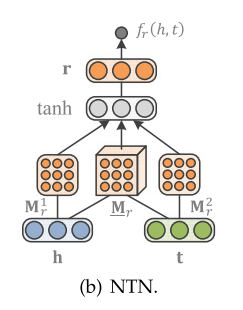 f_r(h, t)
r
tanh
M_r^1 M_r M_r^2
h t
(b) NTN.